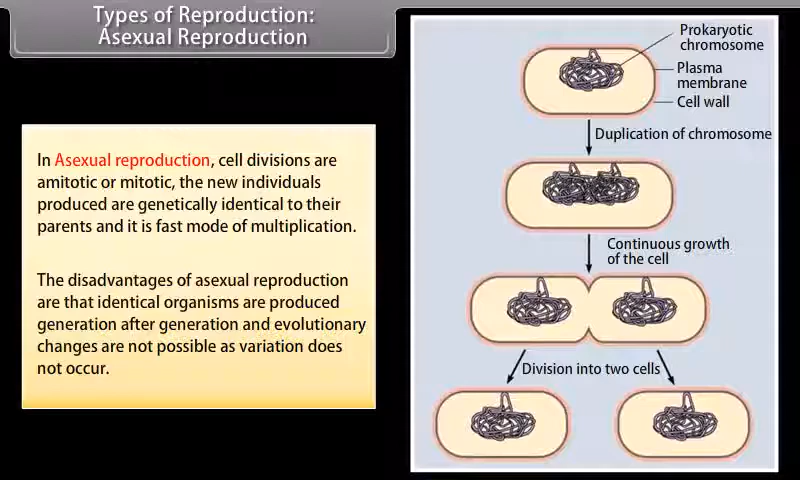 Types of Reproduction:
Asexual Reproduction
In Asexual reproduction, cell divisions are
amitotic or mitotic, the new individuals
produced are genetically identical to their
parents and it is fast mode of multiplication.
The disadvantages of asexual reproduction
are that identical organisms are produced
generation after generation and evolutionary
changes are not possible as variation does
not occur.
Prokaryotic
chromosome
Plasma
membrane
Cell wall
Duplication of chromosome
Continuous growth
of the cell
Division into two cells